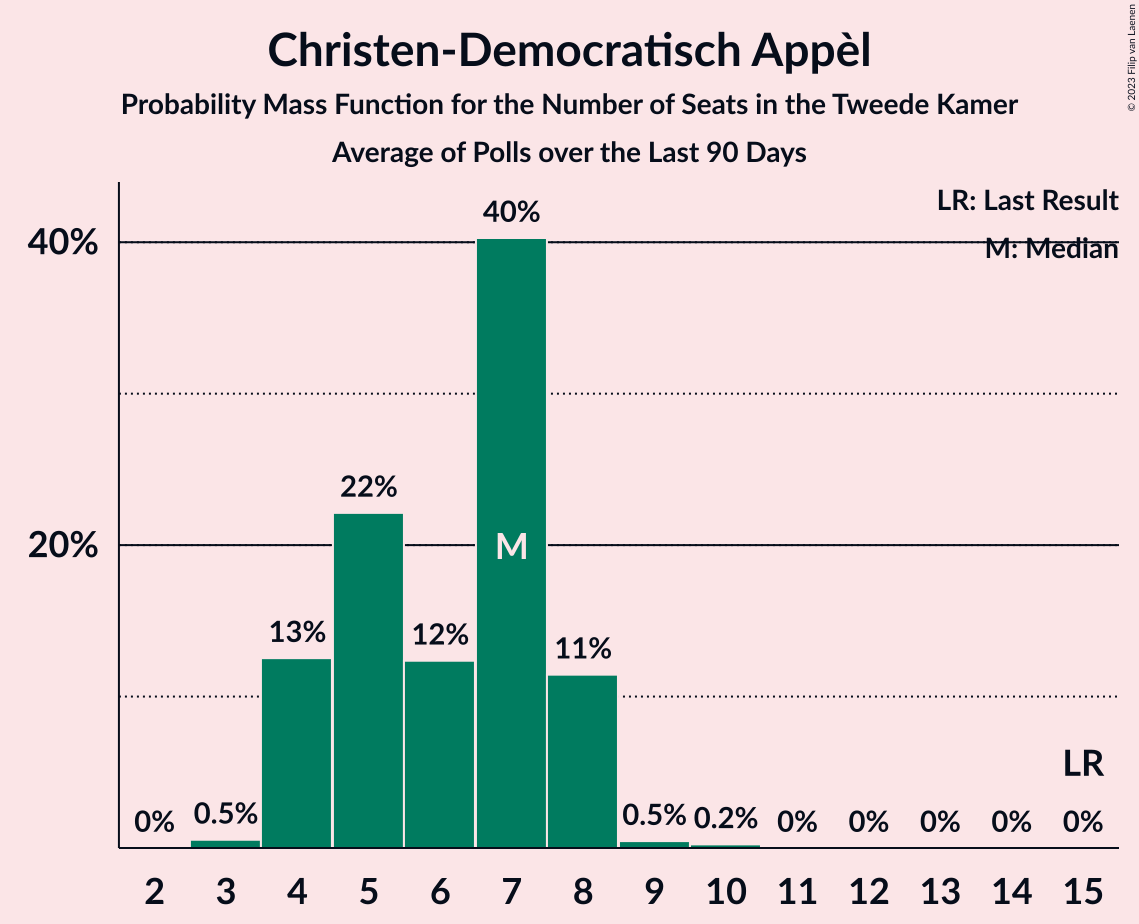 Christen-Democratisch Appèl
Probability Mass Function for the Number of Seats in the Tweede Kamer
Average of Polls over the Last 90 Days
© 2023 Filip van Laenen
LR: Last Result
M: Median
40%
20%
0%
0.5%
13%
22%
12%
40%
11%
0.5%
0.2%
0%
0%
0%
0%
0%
M
LR
2 3 4 5 6 7 8 9 10 11 12 13 14 15